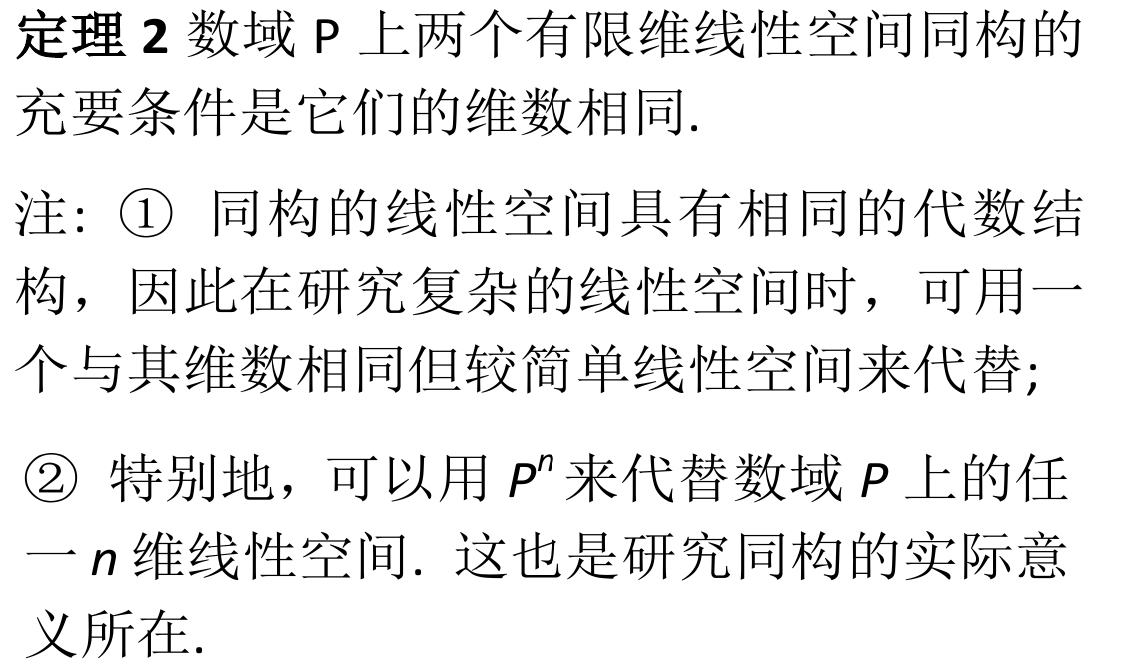 定理 2 数域 P 上两个有限维线性空间同构的
充要条件是它们的维数相同.
注: ① 同构的线性空间具有相同的代数结
构，因此在研究复杂的线性空间时，可用一
个与其维数相同但较简单线性空间来代替;
② 特别地，可以用 Pⁿ 来代替数域 P 上的任
一 n 维线性空间. 这也是研究同构的实际意
义所在.